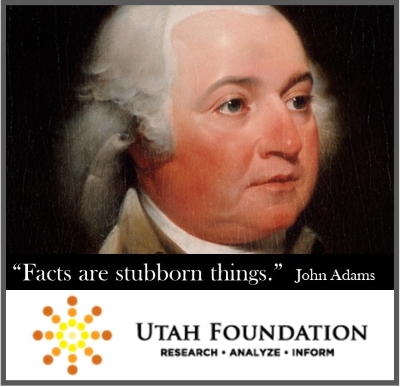 “Facts are stubborn things.” John Adams
UTAH FOUNDATION
RESEARCH • ANALYZE • INFORM